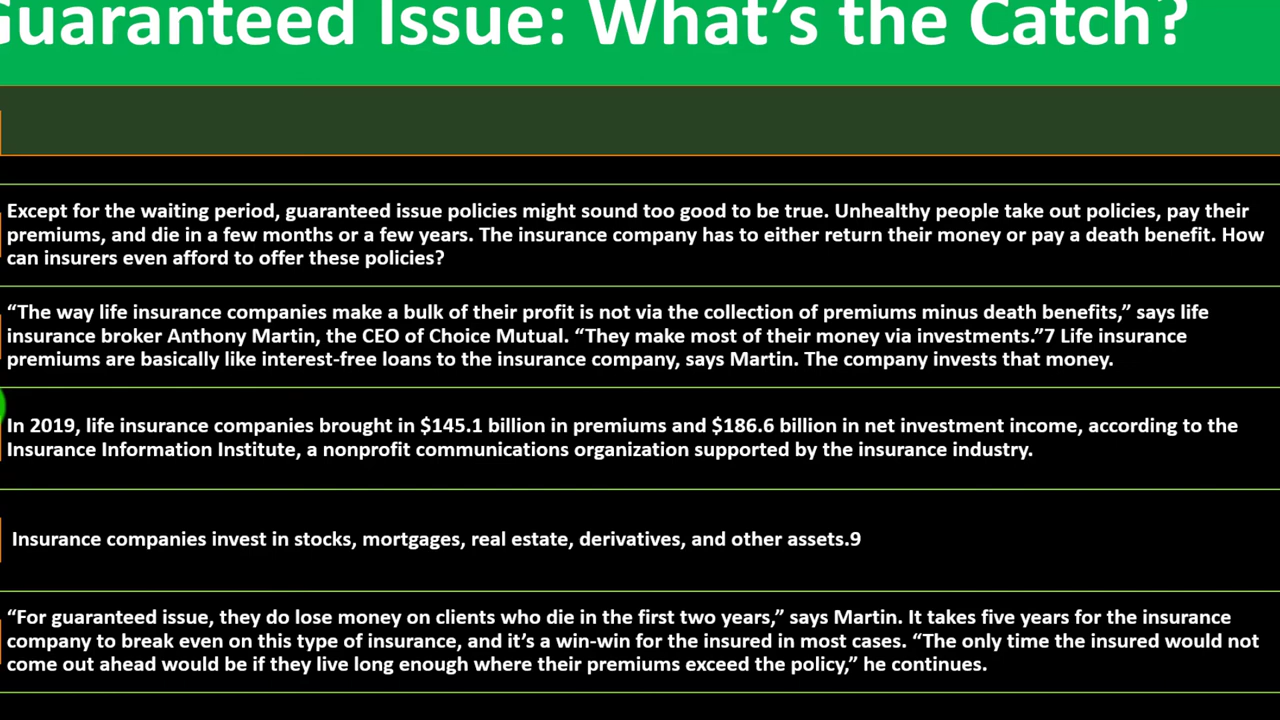 Guaranteed Issue: What's the Catch?
Except for the waiting period, guaranteed issue policies might sound too good to be true. Unhealthy people take out policies, pay their
premiums, and die in a few months or a few years. The insurance company has to either return their money or pay a death benefit. How
can insurers even afford to offer these policies?
“The way life insurance companies make a bulk of their profit is not via the collection of premiums minus death benefits,” says life
insurance broker Anthony Martin, the CEO of Choice Mutual. “They make most of their money via investments.”7 Life insurance
premiums are basically like interest-free loans to the insurance company, says Martin. The company invests that money.
In 2019, life insurance companies brought in $145.1 billion in premiums and $186.6 billion in net investment income, according to the
Insurance Information Institute, a nonprofit communications organization supported by the insurance industry.
Insurance companies invest in stocks, mortgages, real estate, derivatives, and other assets.9
“For guaranteed issue, they do lose money on clients who die in the first two years,” says Martin. It takes five years for the insurance
company to break even on this type of insurance, and it’s a win-win for the insured in most cases. “The only time the insured would not
come out ahead would be if they live long enough where their premiums exceed the policy,” he continues.